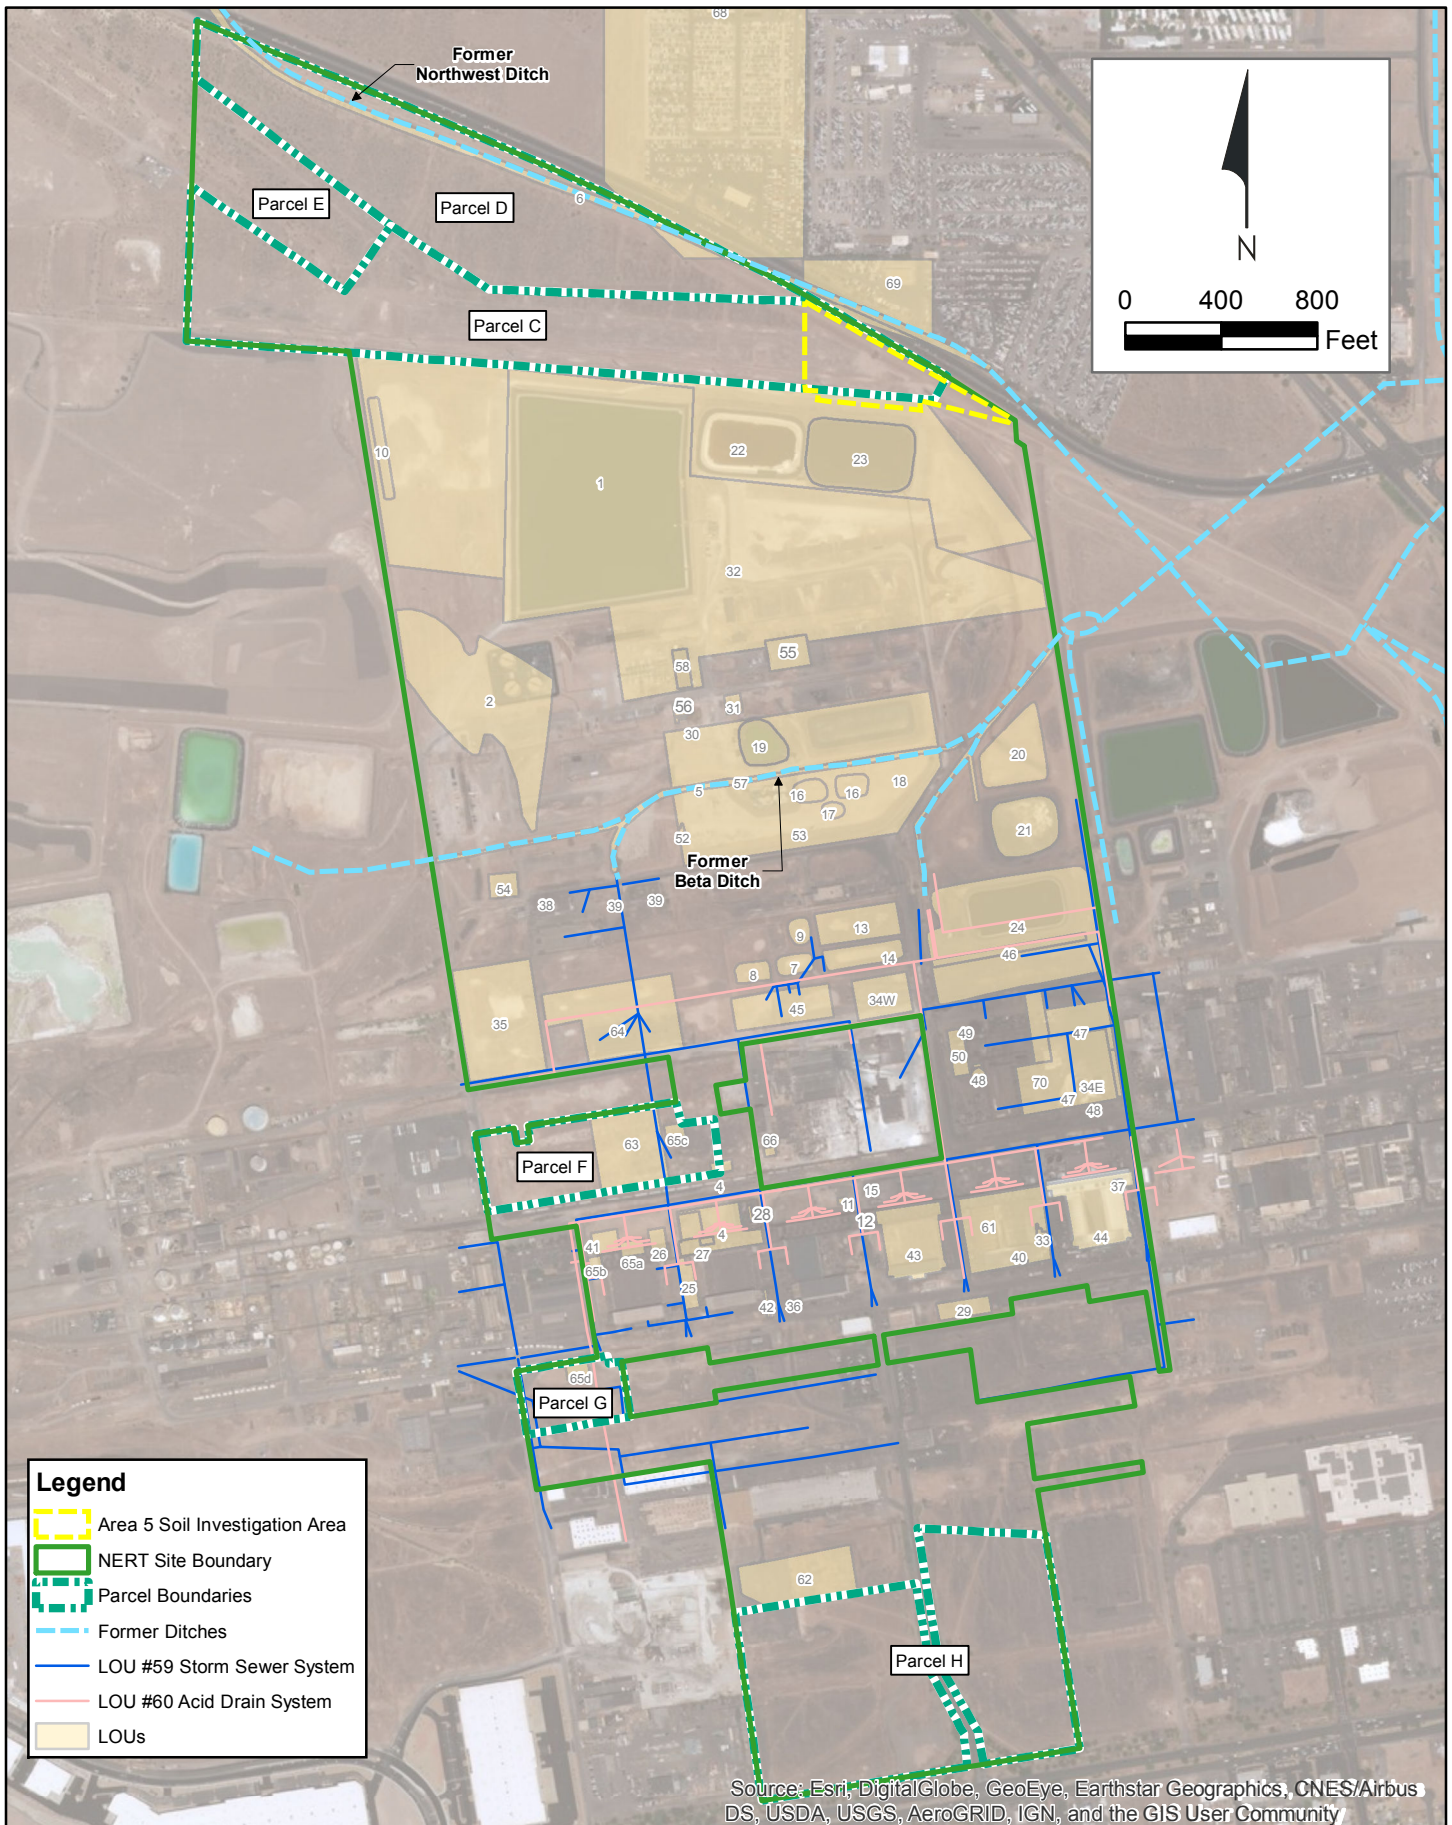 68
Former
Northwest Ditch
6
Parcel E
Parcel D
N
0 400 800
Feet
69
Parcel C
10
1
22
23
32
2
58
55
56
31
30
19
20
57
5
16
16
18
17
21
52
53
Former
Beta Ditch
54
38
39
39
9
13
24
8
7
14
46
35
64
45
34W
49
47
50
48
70
34E
47
48
63
65c
66
Parcel F
4
15
11
28
12
37
41
65a
26
27
4
61
33
44
65b
43
40
25
42
36
29
65d
Parcel G
62
Parcel H
Legend
Area 5 Soil Investigation Area
NERT Site Boundary
Parcel Boundaries
Former Ditches
LOU #59 Storm Sewer System
LOU #60 Acid Drain System
LOUs
Source: Esri, DigitalGlobe, GeoEye, Earthstar Geographics, CNES/Airbus
DS, USDA, USGS, AeroGRID, IGN, and the GIS User Community